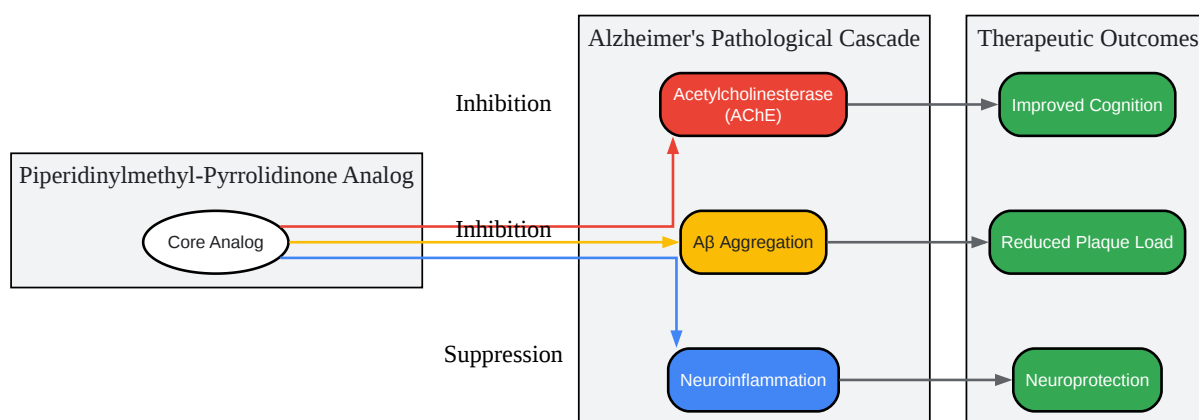 Alzheimer's Pathological Cascade
Therapeutic Outcomes
Inhibition
Acetylcholinesterase
(AChE)
Improved Cognition
Piperidinylmethyl-Pyrrolidinone Analog
Core Analog
Inhibition
Aβ Aggregation
Reduced Plaque Load
Suppression
Neuroinflammation
Neuroprotection